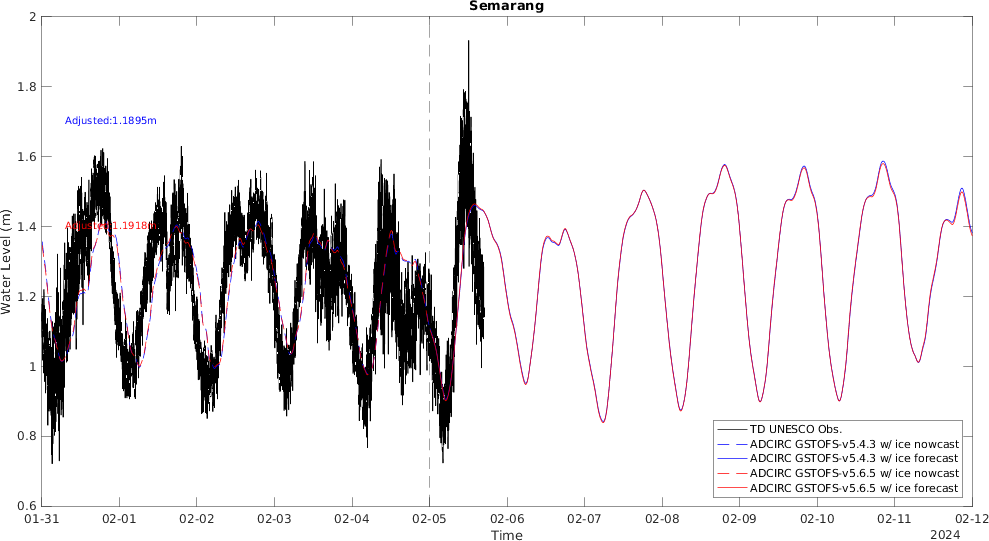 Semarang
2
1.8
1.6
1.4
1.2
1
0.8
0.6
Water Level (m)
Adjusted:1.1895m
Adjusted:1.1918m
01-31
02-01
02-02
02-03
02-04
02-05
02-06
02-07
02-08
02-09
02-10
02-11
02-12
Time
2024
TD UNESCO Obs.
ADCIRC GSTOFS-v5.4.3 w/ ice nowcast
ADCIRC GSTOFS-v5.4.3 w/ ice forecast
ADCIRC GSTOFS-v5.6.5 w/ ice nowcast
ADCIRC GSTOFS-v5.6.5 w/ ice forecast